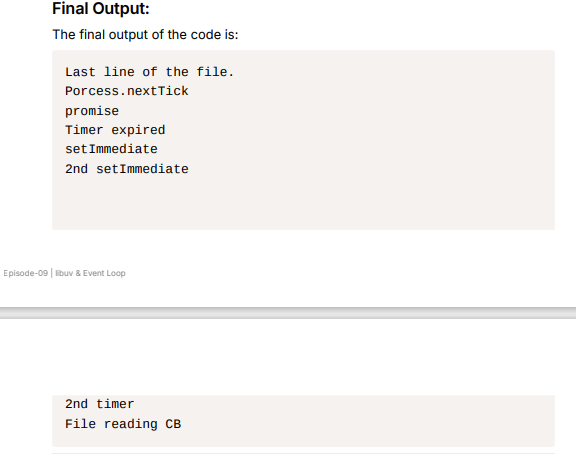 Final Output:
The final output of the code is:
Last line of the file.
Porcess.nextTick
promise
Timer expired
setImmediate
2nd setImmediate
Episode-09 | libuv & Event Loop
2nd timer
File reading CB